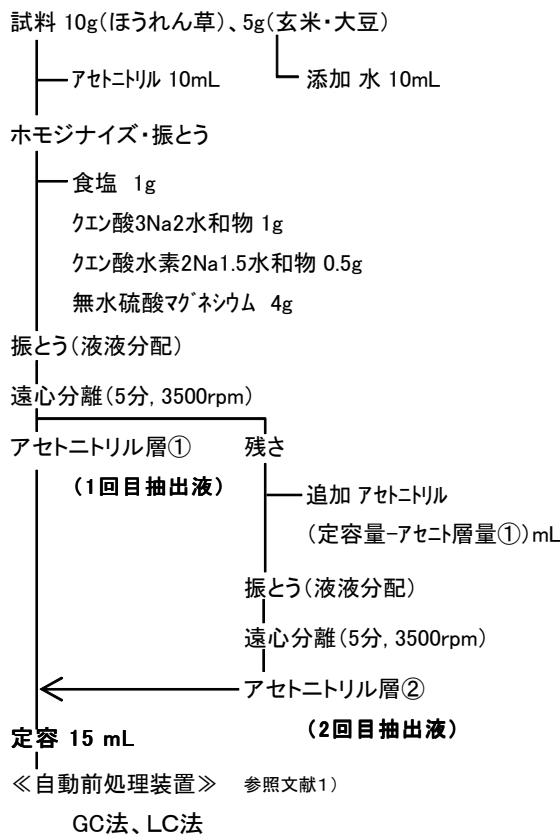 試料 10g(ほうれん草)、5g(玄米・大豆)
アセトニトリル 10mL
添加 水 10mL
ホモジナイズ・振とう
食塩 1g
クエン酸3Na2水和物 1g
クエン酸水素2Na1.5水和物 0.5g
無水硫酸マグネシウム 4g
振とう(液液分配)
遠心分離(5分, 3500rpm)
アセトニトリル層① 残さ
(1回目抽出液)
追加 アセトニトリル
(定容量-アセニト層量①)mL
振とう(液液分配)
遠心分離(5分, 3500rpm)
アセトニトリル層②
(2回目抽出液)
定容 15 mL
≪自動前処理装置≫ 参照文献1)
GC法、LC法